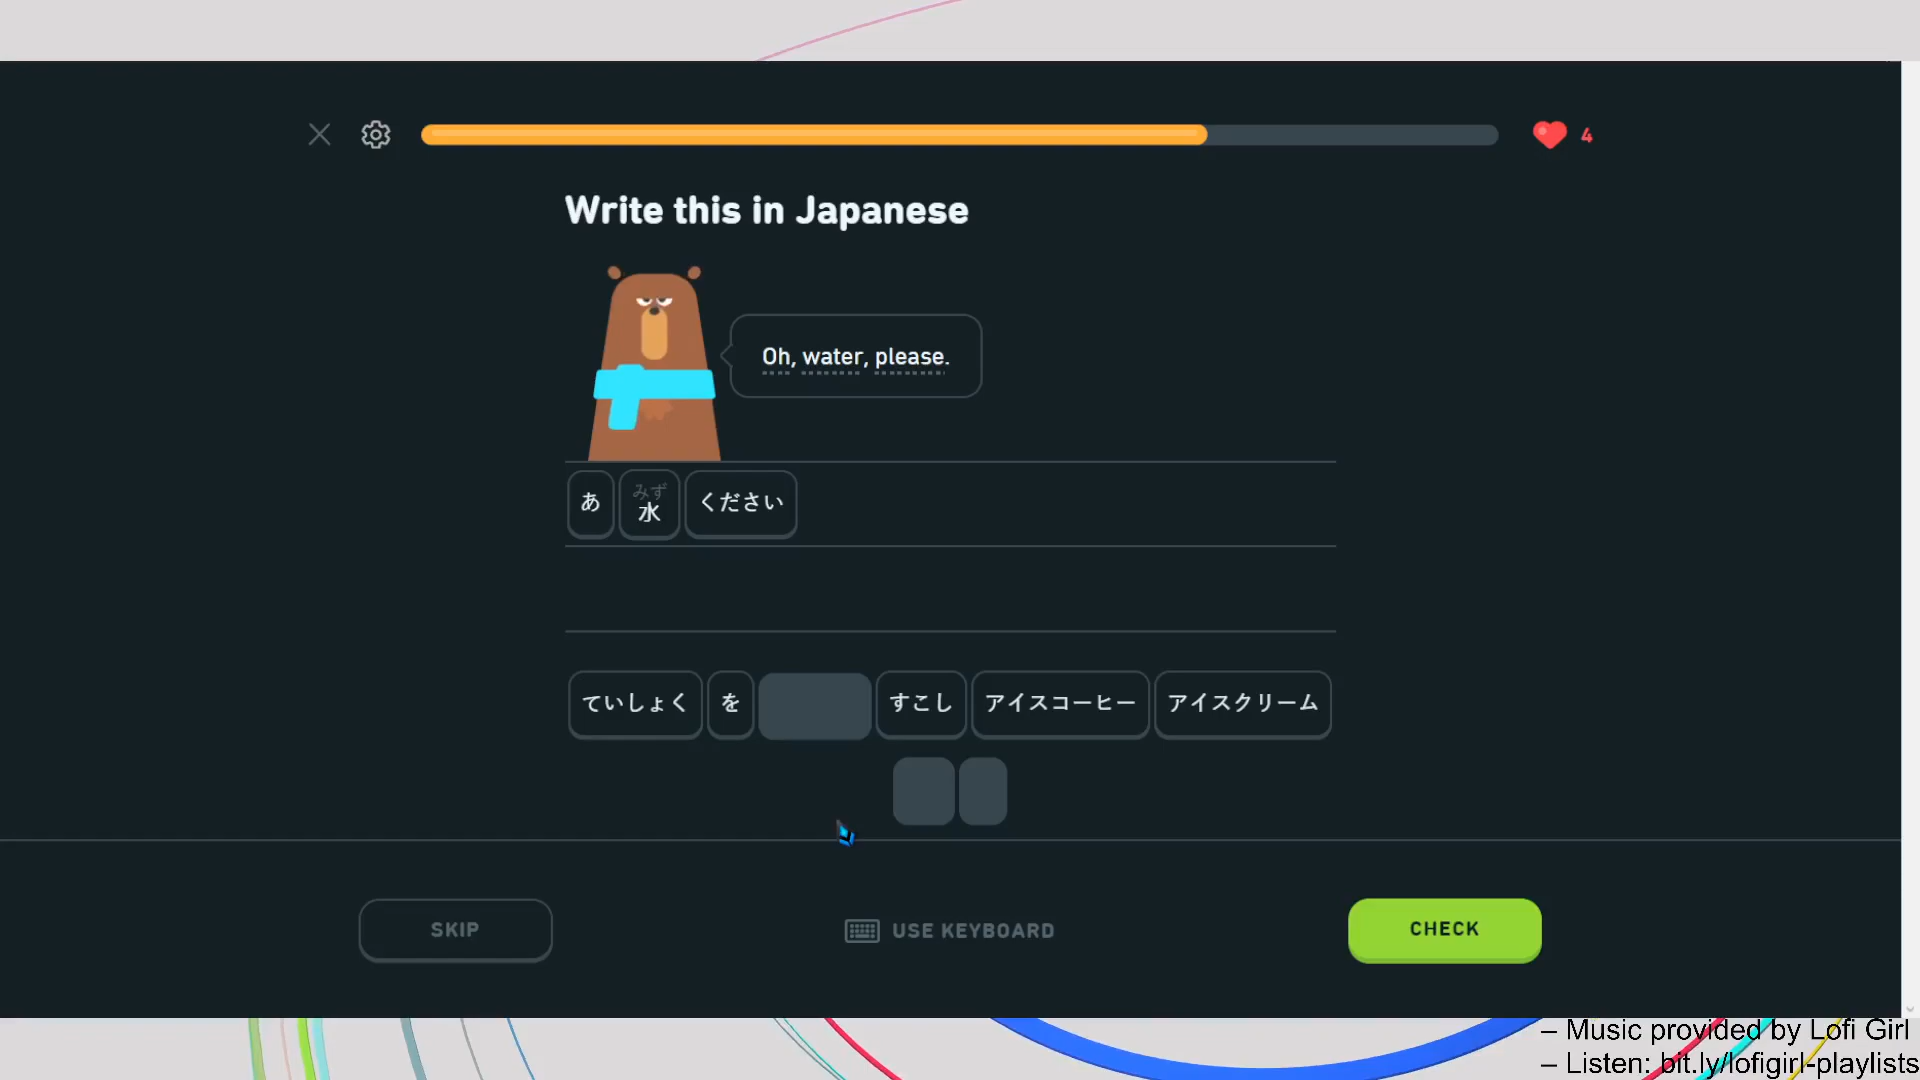 4
Write this in Japanese
Oh, water, please.
あ 水 ください
みず
ていしょく を すこし アイスコーヒー アイスクリーム
SKIP
USE KEYBOARD
CHECK
– Music provided by Lofi Girl
– Listen: bit.ly/lofigirl-playlists